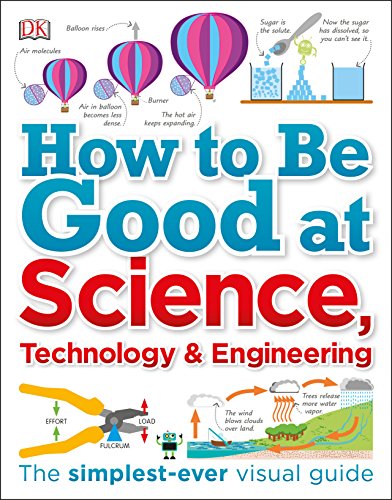 DK
Balloon rises
Air molecules
Air in balloon
becomes less
dense.
Burner
The hot air
keeps expanding.
Sugar is
the solute.
Now the sugar
has dissolved, so
you can't see it.
How to Be
Good at
Science,
Technology & Engineering
EFFORT
LOAD
FULCRUM
The wind
blows clouds
over land.
Trees release
more water
vapor.
The simplest-ever visual guide